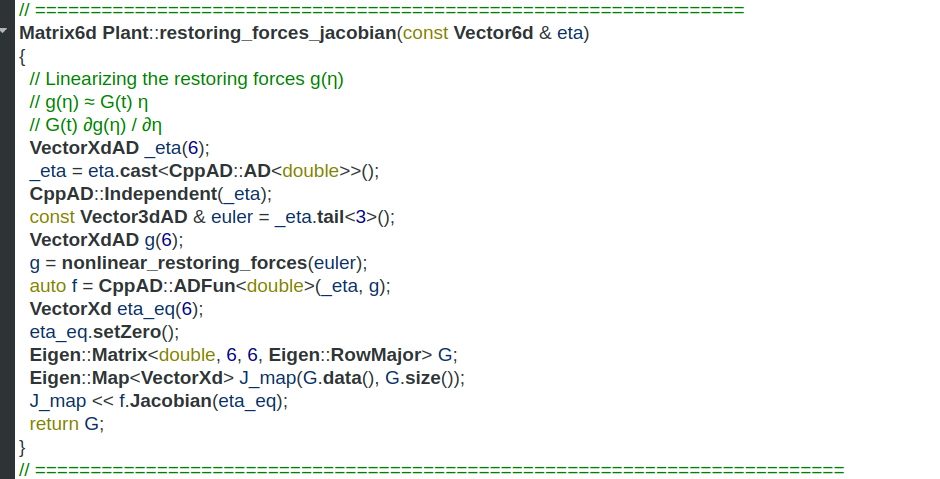 // ================================================================
Matrix6d Plant::restoring_forces_jacobian(const Vector6d & eta)
{
// Linearizing the restoring forces g(η)
// g(η) ≈ G(t) η
// G(t) ∂g(η) / ∂η
VectorXdAD _eta(6);
_eta = eta.cast<CppAD::AD<double>>();
CppAD::Independent(_eta);
const Vector3dAD & euler = _eta.tail<3>();
VectorXdAD g(6);
g = nonlinear_restoring_forces(euler);
auto f = CppAD::ADFun<double>(_eta, g);
VectorXd eta_eq(6);
eta_eq.setZero();
Eigen::Matrix<double, 6, 6, Eigen::RowMajor> G;
Eigen::Map<VectorXd> J_map(G.data(), G.size());
J_map << f.Jacobian(eta_eq);
return G;
}
// =========================================================================